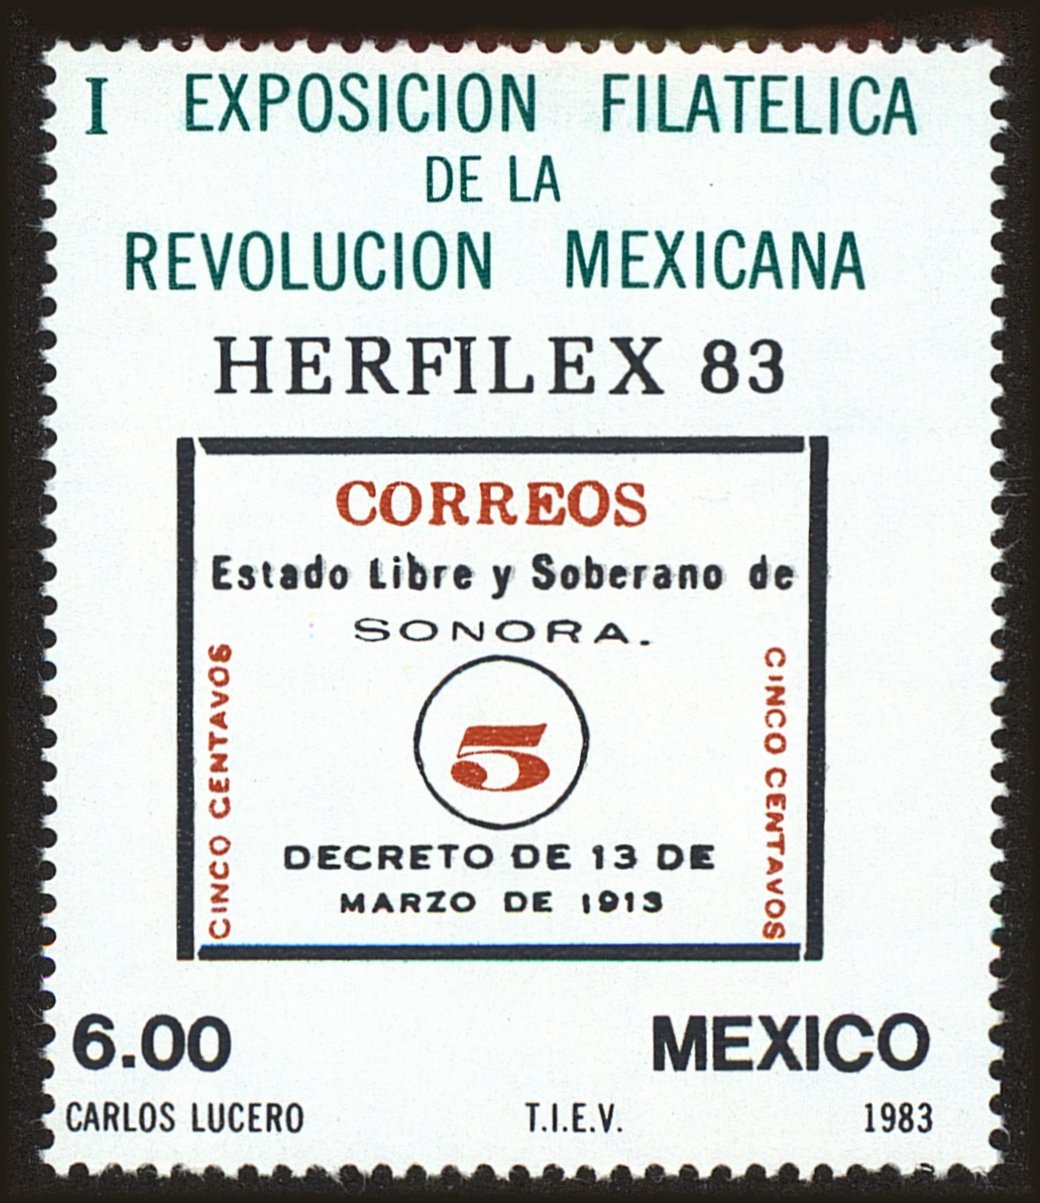 I EXPOSICION FILATELICA
DE LA
REVOLUCION MEXICANA
HERFILEX 83
CORREOS
Estado Libre y Soberano de
SONORA.
CINCO CENTAVOS
5
CINCO CENTAVOS
DECRETO DE 13 DE
MARZO DE 1913
6.00 MEXICO
CARLOS LUCERO T.I.E.V. 1983